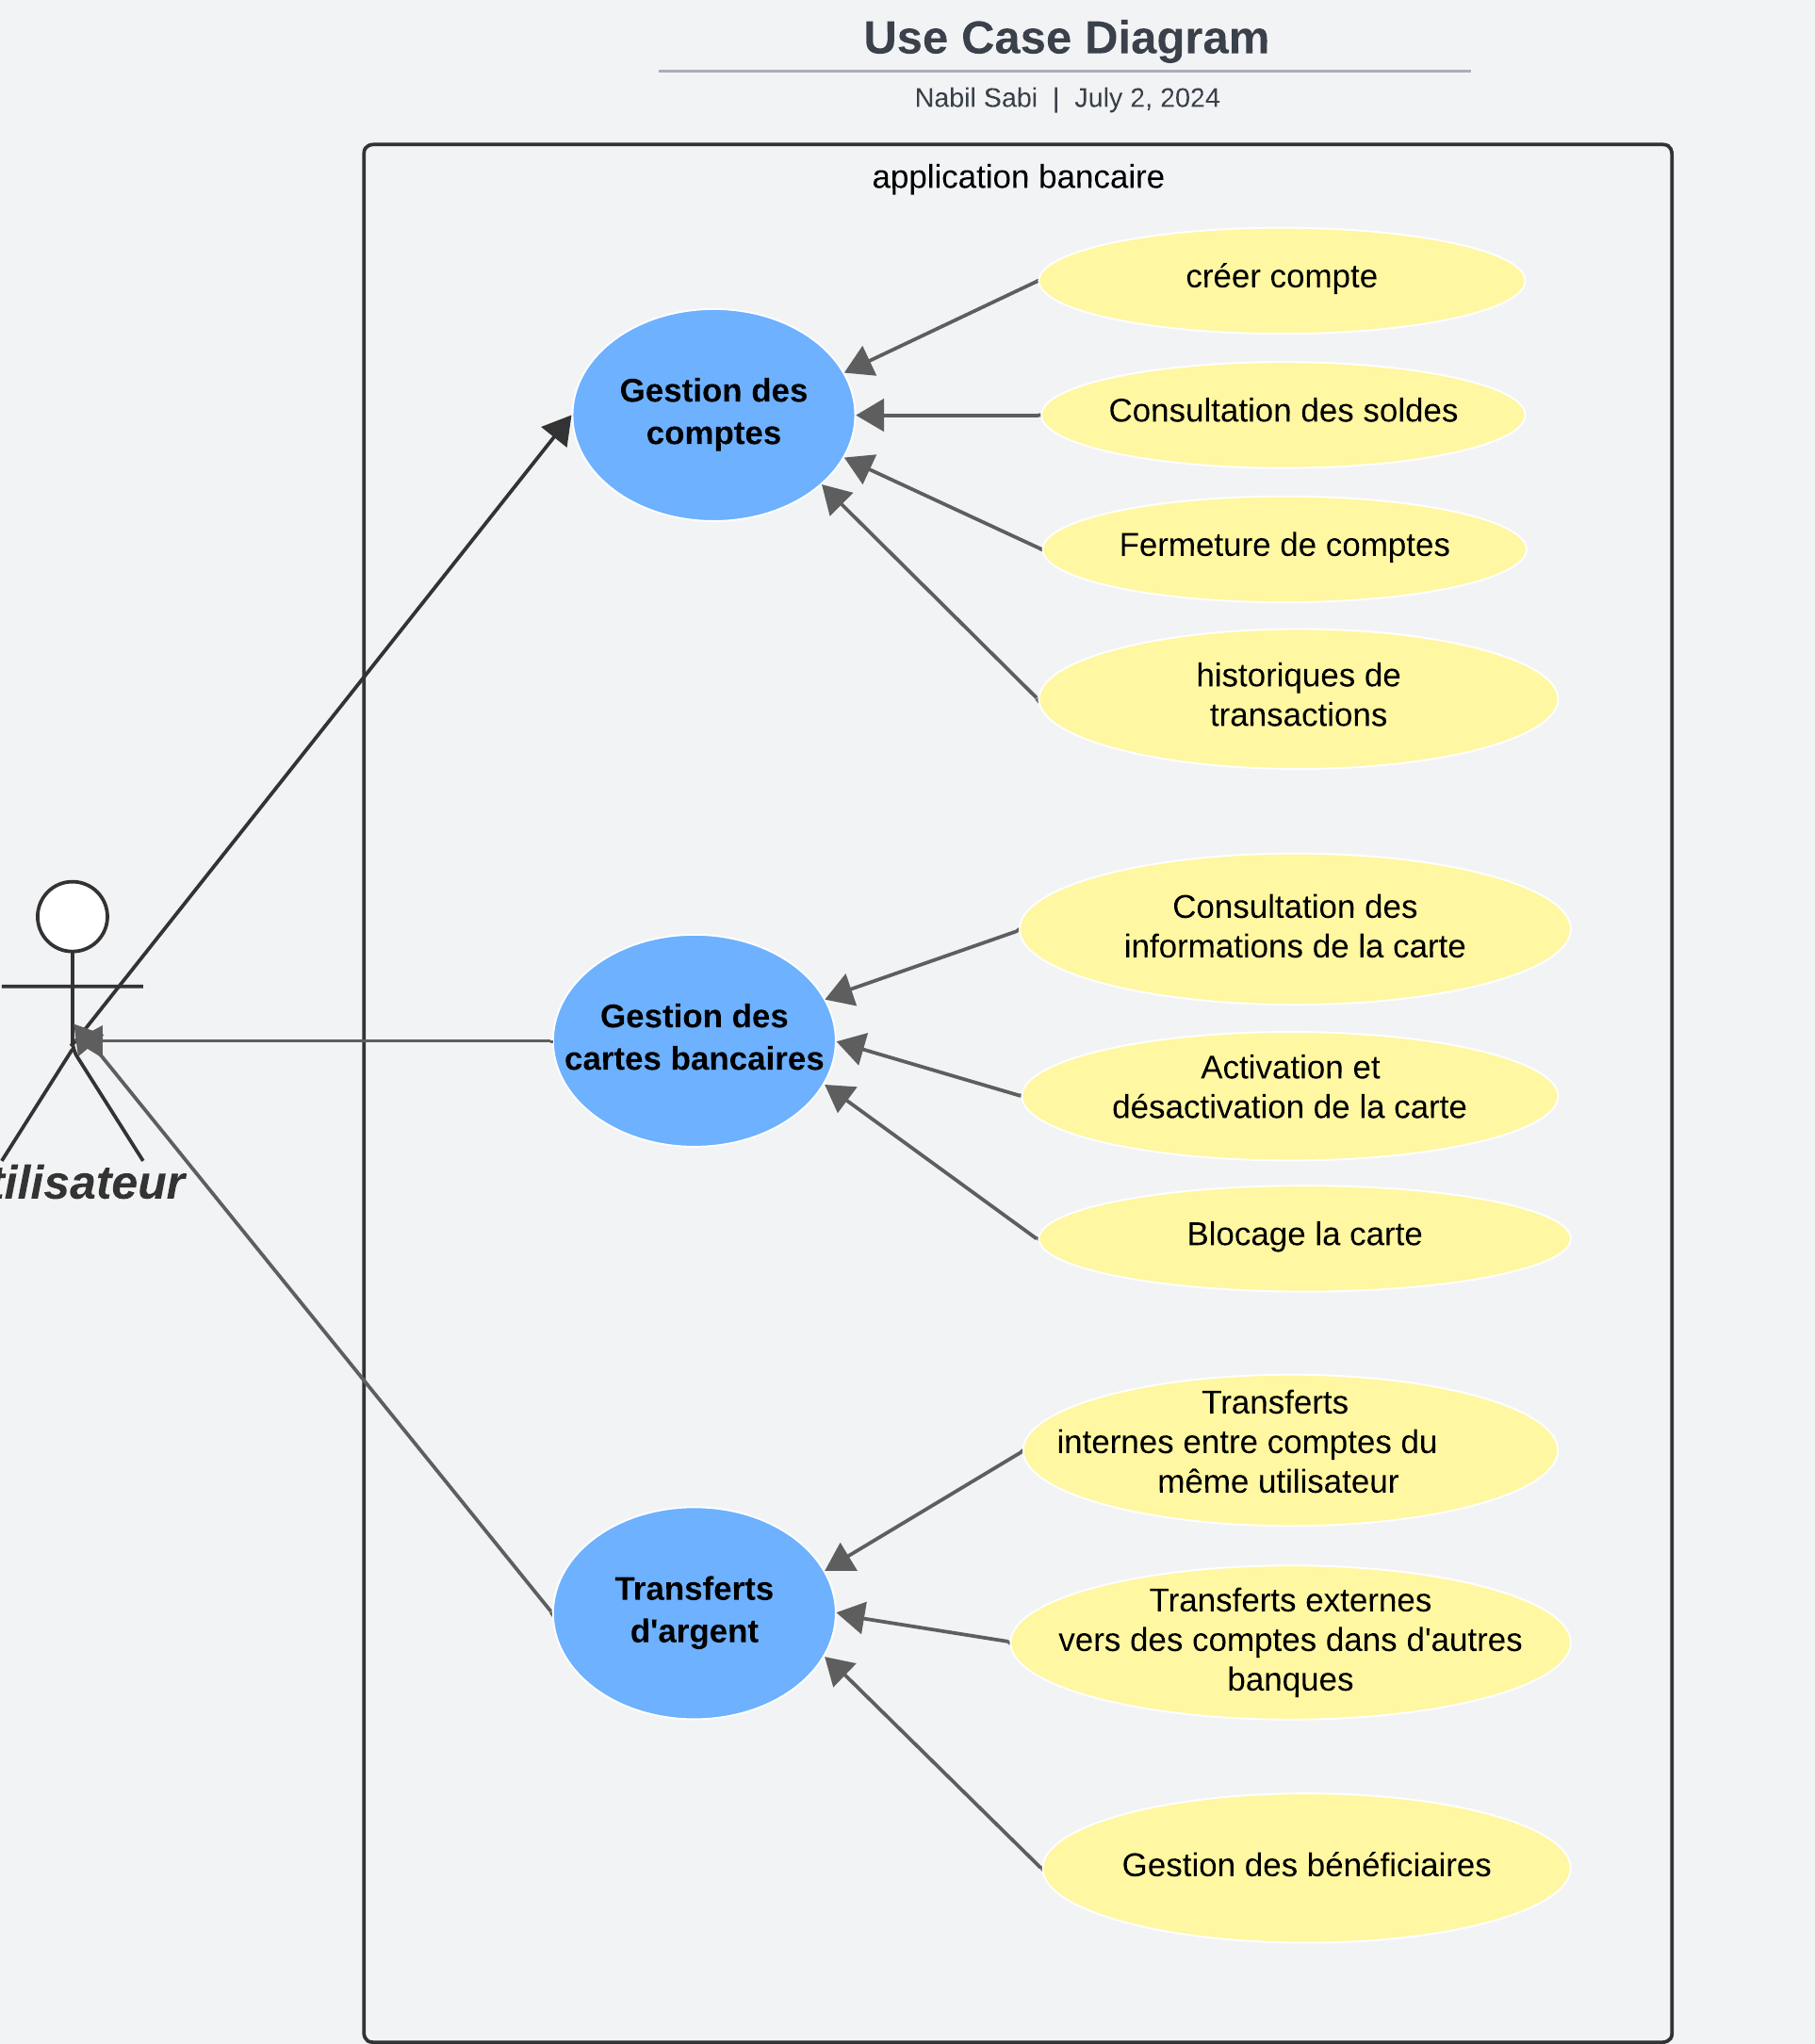 Use Case Diagram
Nabil Sabi | July 2, 2024
application bancaire
créer compte
Gestion des
comptes
Consultation des soldes
Fermeture de comptes
historiques de
transactions
Consultation des
informations de la carte
Gestion des
cartes bancaires
Activation et
désactivation de la carte
tilisateur
Blocage la carte
Transferts
internes entre comptes du
même utilisateur
Transferts
d'argent
Transferts externes
vers des comptes dans d'autres
banques
Gestion des bénéficiaires